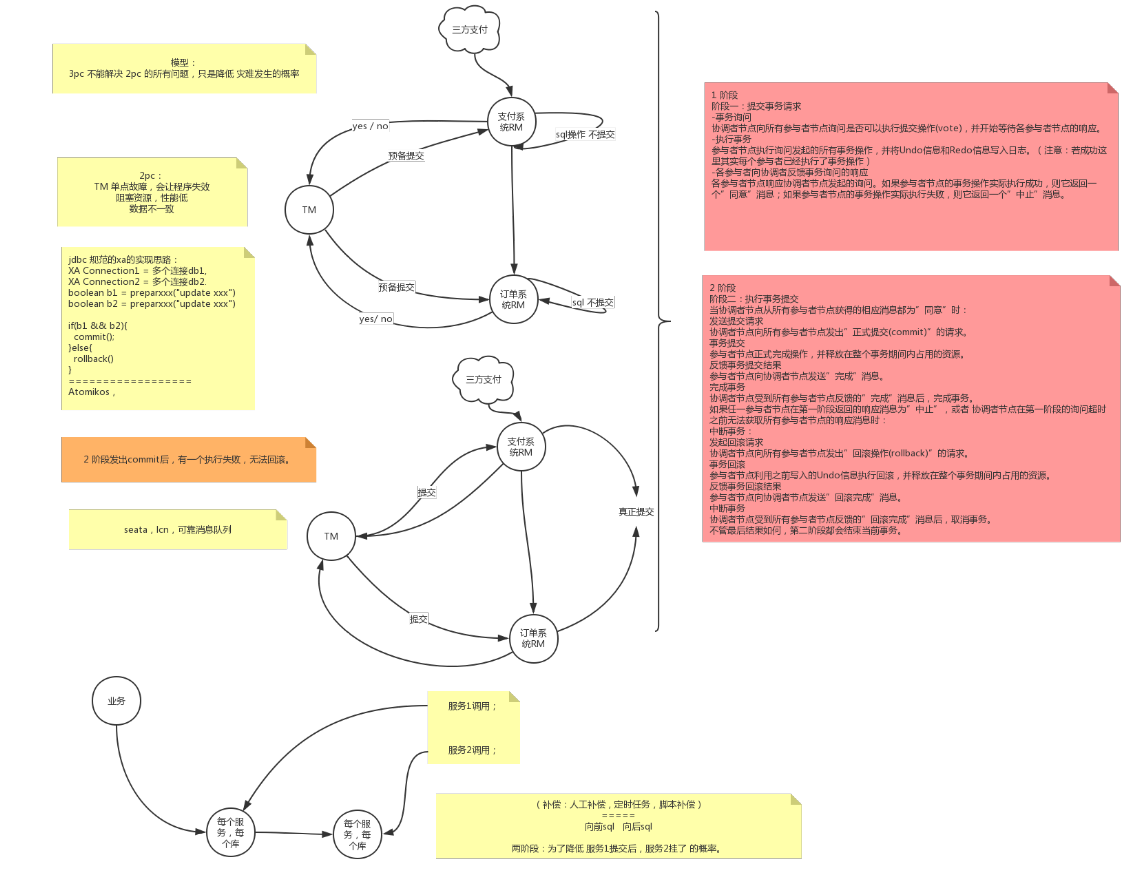 模型：
3pc 不能解决 2pc 的所有问题，只是降低 灾难发生的概率
2pc：
TM 单点故障，会让程序失效
阻塞资源，性能低
数据不一致
jdbc 规范的xa的实现思路：
XA Connection1 = 多个连接db1,
XA Connection2 = 多个连接db2.
boolean b1 = preparxxx("update xxx")
boolean b2 = preparxxx("update xxx")
if(b1 && b2){
commit();
}else{
rollback()
}
==================
Atomikos，
2 阶段发出commit后，有一个执行失败，无法回滚。
seata，lcn，可靠消息队列
三方支付
支付系
统RM
sql操作 不提交
yes / no
预备提交
TM
预备提交
yes/ no
订单系
统RM
sql 不提交
三方支付
支付系
统RM
提交
真正提交
TM
提交
订单系
统RM
1 阶段
阶段一：提交事务请求
-事务询问
协调者节点向所有参与者节点询问是否可以执行提交操作(vote)，并开始等待各参与者节点的响应。
-执行事务
参与者节点执行询问发起的所有事务操作，并将Undo信息和Redo信息写入日志。（注意：若成功这
里其实每个参与者已经执行了事务操作）
-各参与者向协调者反馈事务询问的响应
各参与者节点响应协调者节点发起的询问。如果参与者节点的事务操作实际执行成功，则它返回一
个”同意”消息；如果参与者节点的事务操作实际执行失败，则它返回一个”中止”消息。
2 阶段
阶段二：执行事务提交
当协调者节点从所有参与者节点获得的相应消息都为”同意”时：
发送提交请求
协调者节点向所有参与者节点发出”正式提交(commit)”的请求。
事务提交
参与者节点正式完成操作，并释放在整个事务期间内占用的资源。
反馈事务提交结果
参与者节点向协调者节点发送”完成”消息。
完成事务
协调者节点受到所有参与者节点反馈的”完成”消息后，完成事务。
如果任一参与者节点在第一阶段返回的响应消息为”中止”，或者 协调者节点在第一阶段的询问超时
之前无法获取所有参与者节点的响应消息时：
中断事务：
发起回滚请求
协调者节点向所有参与者节点发出”回滚操作(rollback)”的请求。
事务回滚
参与者节点利用之前写入的Undo信息执行回滚，并释放在整个事务期间内占用的资源。
反馈事务回滚结果
参与者节点向协调者节点发送”回滚完成”消息。
中断事务
协调者节点受到所有参与者节点反馈的”回滚完成”消息后，取消事务。
不管最后结果如何，第二阶段都会结束当前事务。
业务
服务1调用；
服务2调用；
每个服
务，每
个库
每个服
务，每
个库
（补偿：人工补偿，定时任务，脚本补偿）
=====
向前sql 向后sql
两阶段：为了降低 服务1提交后，服务2挂了 的概率。